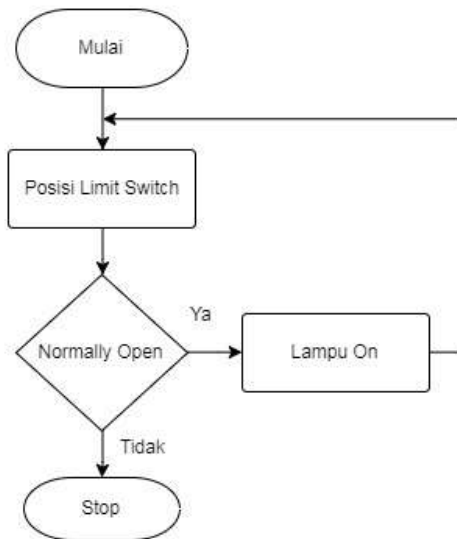 Mulai
Posisi Limit Switch
Ya
Normally Open
Lampu On
Tidak
Stop